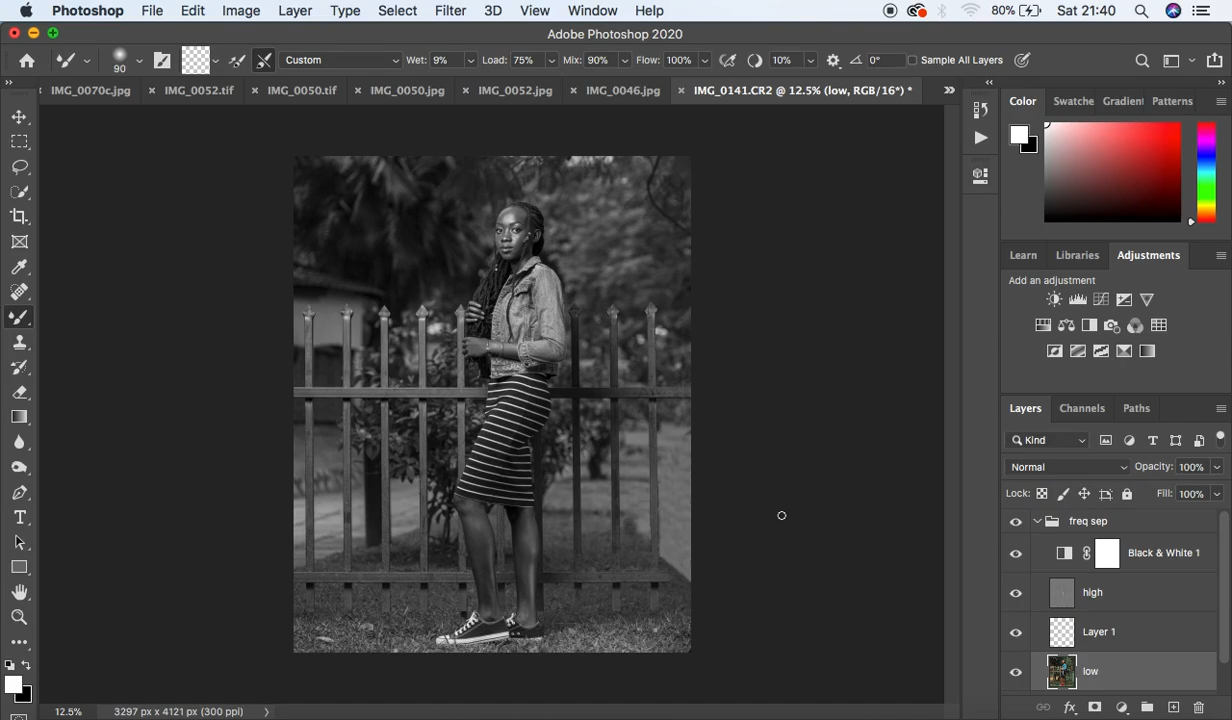 Photoshop File Edit Image Layer Type Select Filter 3D View Window Help 80% Sat 21:40
Adobe Photoshop 2020
90 Custom Wet: 9% Load: 75% Mix: 90% Flow: 100% 10% 0° Sample All Layers
IMG_0070c.jpg × IMG_0052.tif × IMG_0050.tif × IMG_0050.jpg × IMG_0052.jpg × IMG_0046.jpg × IMG_0141.CR2 @ 12.5% (low, RGB/16*) *
Color Swatche Gradient Patterns
Learn Libraries Adjustments
Add an adjustment
Layers Channels Paths
Kind
Normal Opacity: 100%
Lock: Fill: 100%
freq sep
Black & White 1
high
Layer 1
low
12.5% 3297 px x 4121 px (300 ppi)